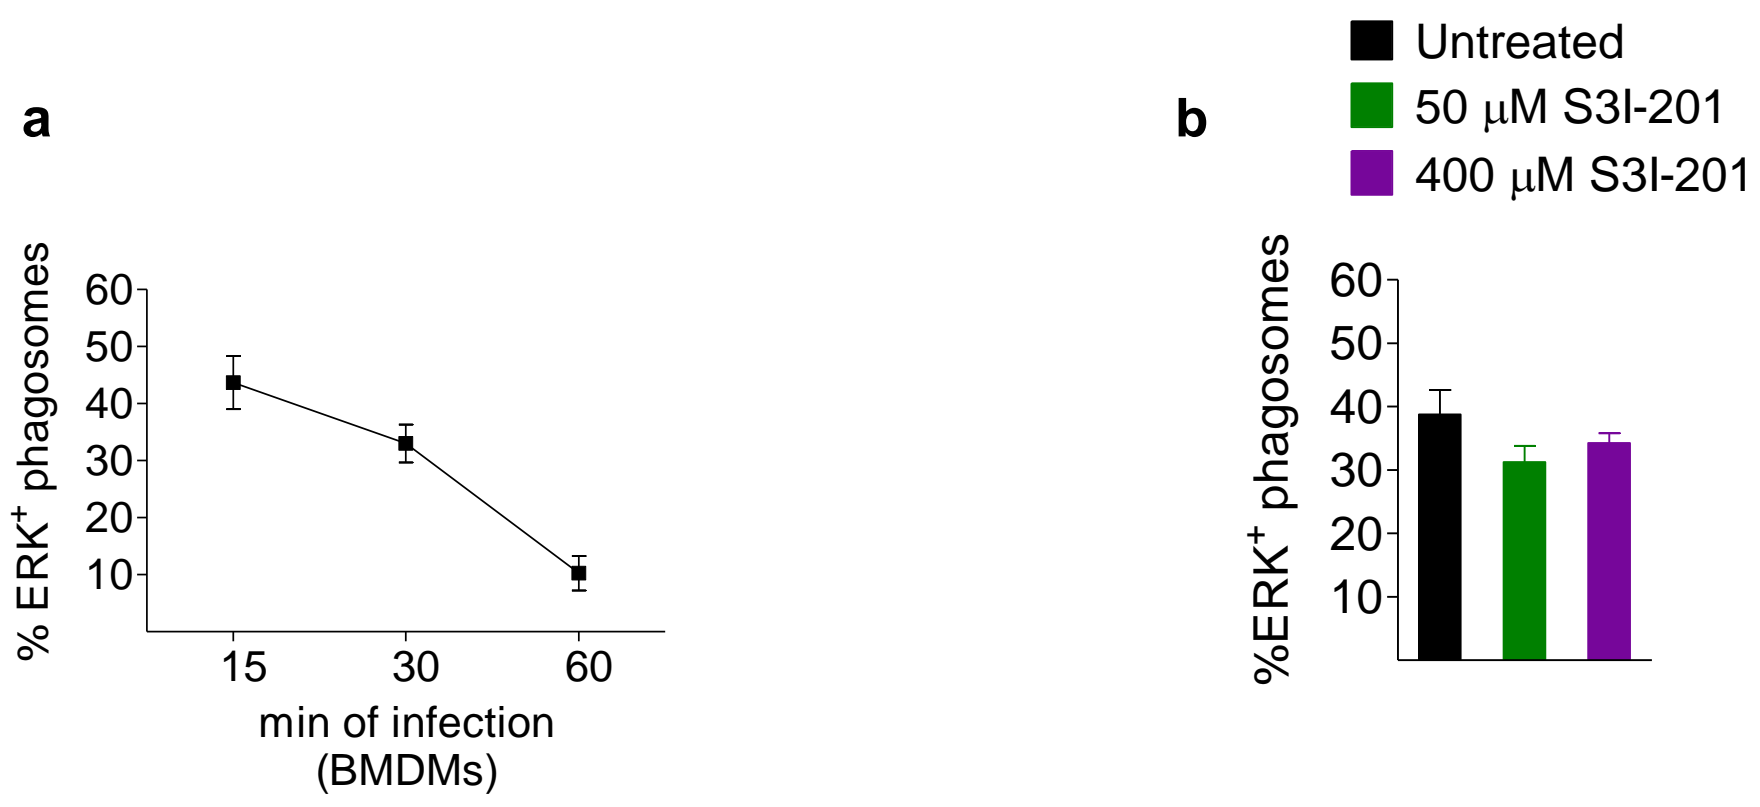 a
% ERK+ phagosomes
60
50
40
30
20
10
15 30 60
min of infection
(BMDMs)
b
Untreated
50 µM S3I-201
400 µM S3I-201
%ERK+ phagosomes
60
50
40
30
20
10